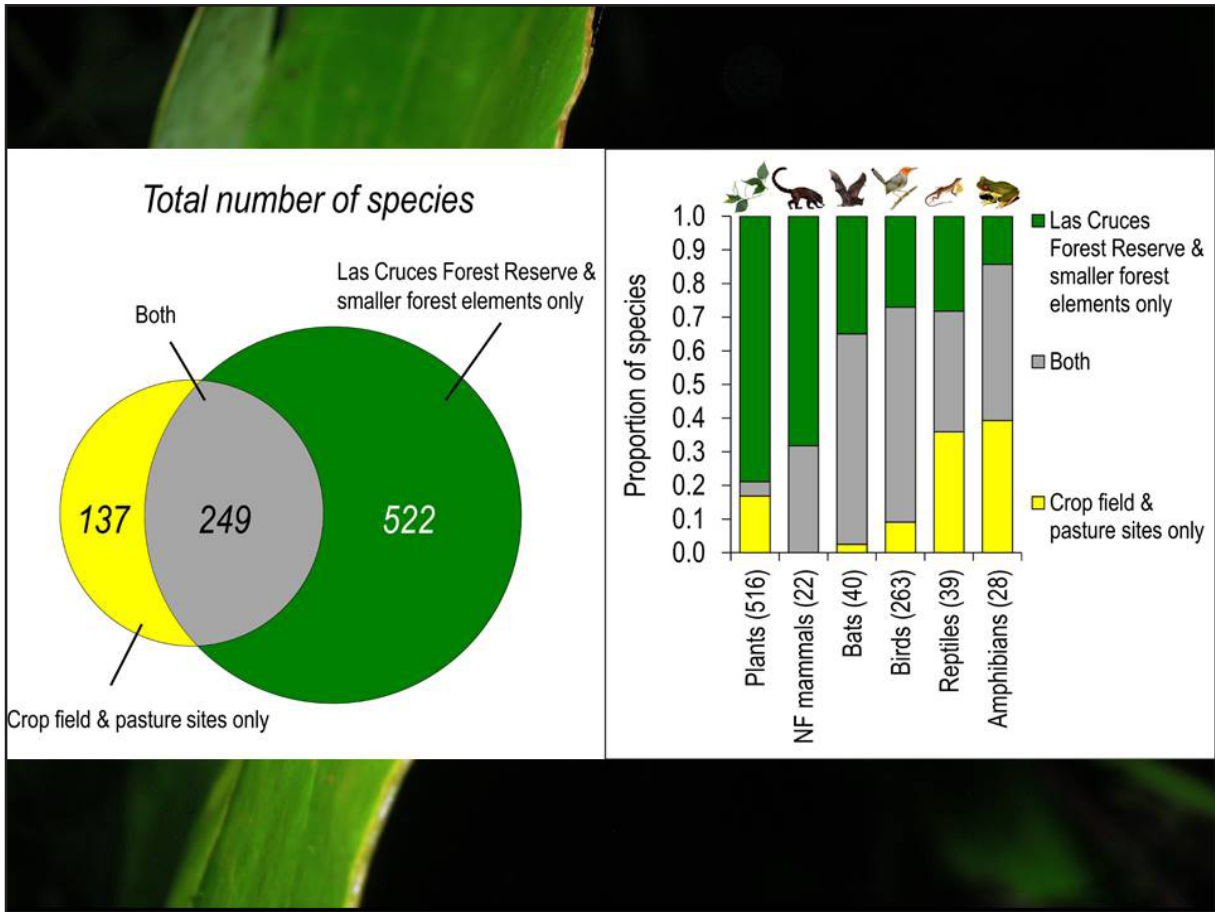 Total number of species
Las Cruces Forest Reserve &
smaller forest elements only
Both
137
249
522
Crop field & pasture sites only
Proportion of species
1.0
0.9
0.8
0.7
0.6
0.5
0.4
0.3
0.2
0.1
0.0
Plants (516)
NF mammals (22)
Bats (40)
Birds (263)
Reptiles (39)
Amphibians (28)
Las Cruces
Forest Reserve &
smaller forest
elements only
Both
Crop field &
pasture sites only